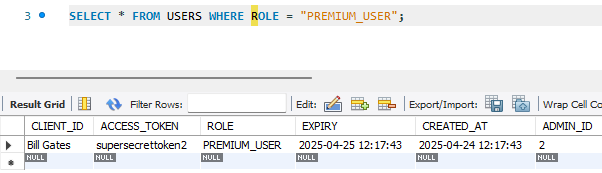 3 SELECT * FROM USERS WHERE ROLE = "PREMIUM_USER";
Result Grid Filter Rows: Edit: Export/Import: Wrap Cell Co
CLIENT_ID ACCESS_TOKEN ROLE EXPIRY CREATED_AT ADMIN_ID
Bill Gates supersecrettoken2 PREMIUM_USER 2025-04-25 12:17:43 2025-04-24 12:17:43 2
NULL NULL NULL NULL NULL NULL